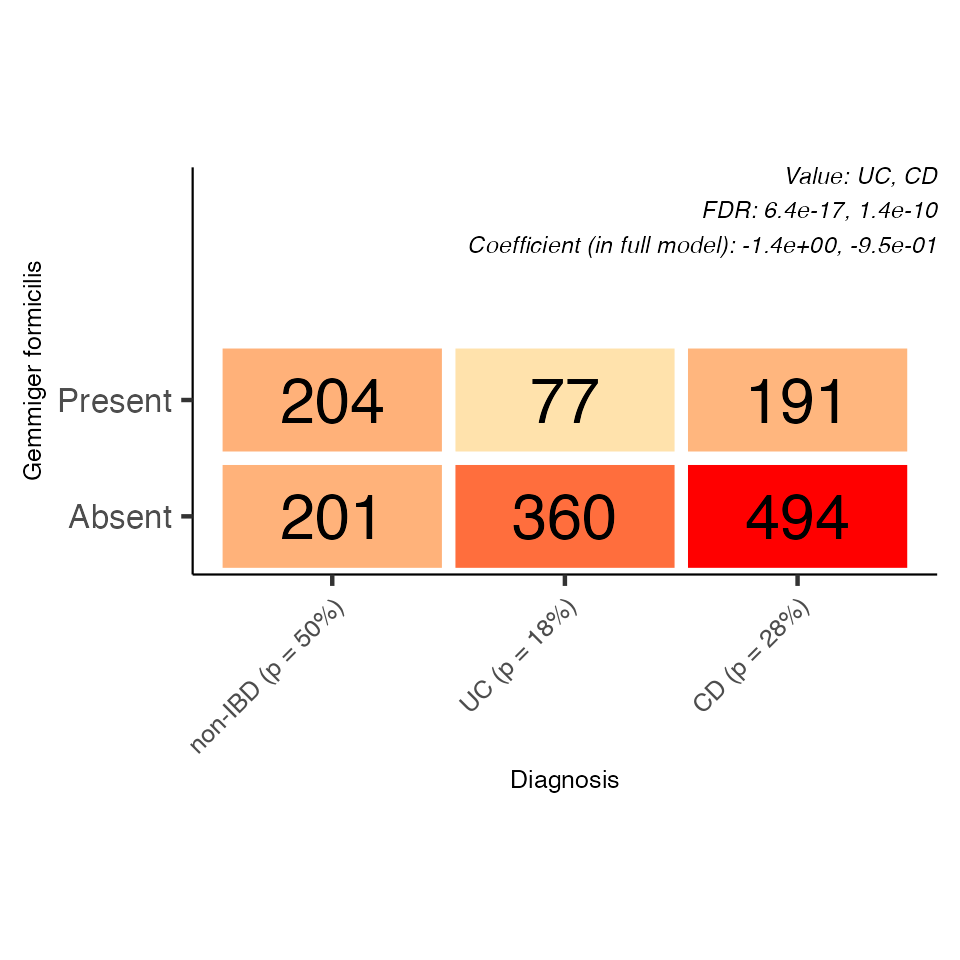 Value: UC, CD
FDR: 6.4e-17, 1.4e-10
Coefficient (in full model): -1.4e+00, -9.5e-01
Gemmiger formicilis
Present
204
77
191
Absent
201
360
494
non-IBD (p = 50%)
UC (p = 18%)
CD (p = 28%)
Diagnosis